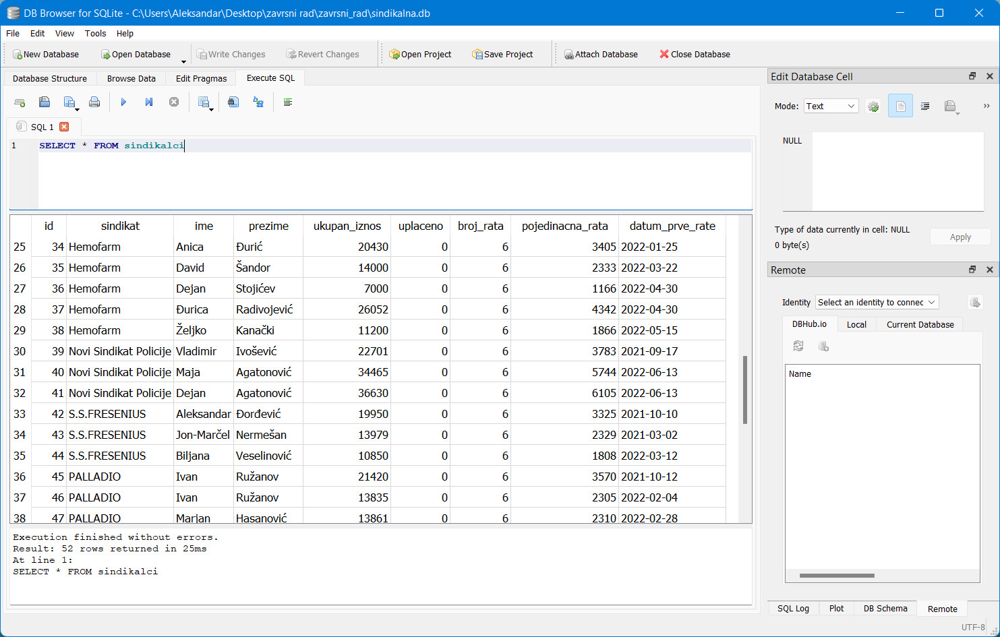 DB Browser for SQLite - C:\Users\Aleksandar\Desktop\zavrsni rad\zavrsni_rad\sindikalna.db
File Edit View Tools Help
New Database Open Database Write Changes Revert Changes Open Project Save Project Attach Database Close Database
Database Structure Browse Data Edit Pragmas Execute SQL
SQL 1
1 SELECT * FROM sindikalci
id sindikat ime prezime ukupan_iznos uplaceno broj_rata pojedinacna_rata datum_prve_rate
25 34 Hemofarm Anica Đurić 20430 0 6 3405 2022-01-25
26 35 Hemofarm David Šandor 14000 0 6 2333 2022-03-22
27 36 Hemofarm Dejan Stojićev 7000 0 6 1166 2022-04-30
28 37 Hemofarm Đurica Radivojević 26052 0 6 4342 2022-04-30
29 38 Hemofarm Željko Kanački 11200 0 6 1866 2022-05-15
30 39 Novi Sindikat Policije Vladimir Ivošević 22701 0 6 3783 2021-09-17
31 40 Novi Sindikat Policije Maja Agatonović 34465 0 6 5744 2022-06-13
32 41 Novi Sindikat Policije Dejan Agatonović 36630 0 6 6105 2022-06-13
33 42 S.S.FRESENIUS Aleksandar Đorđević 19950 0 6 3325 2021-10-10
34 43 S.S.FRESENIUS Jon-Marčel Nermešan 13979 0 6 2329 2021-03-02
35 44 S.S.FRESENIUS Biljana Veselinović 10850 0 6 1808 2022-03-12
36 45 PALLADIO Ivan Ružanov 21420 0 6 3570 2021-10-12
37 46 PALLADIO Ivan Ružanov 13835 0 6 2305 2022-02-04
38 47 PALLADIO Marjan Hasanović 13861 0 6 2310 2022-02-28
Execution finished without errors.
Result: 52 rows returned in 25ms
At line 1:
SELECT * FROM sindikalci
Edit Database Cell
Mode: Text
NULL
Type of data currently in cell: NULL
0 byte(s)
Apply
Remote
Identity Select an identity to connec
DBHub.io Local Current Database
Name
SQL Log Plot DB Schema Remote
UTF-8